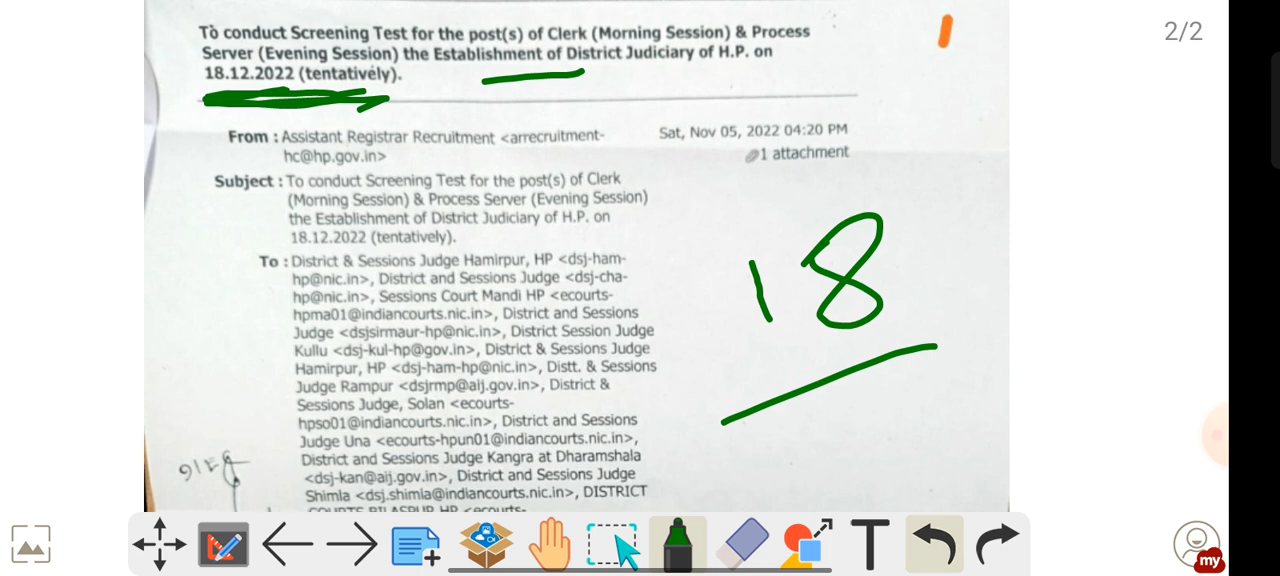 2/2
To conduct Screening Test for the post(s) of Clerk (Morning Session) & Process
Server (Evening Session) the Establishment of District Judiciary of H.P. on
18.12.2022 (tentatively).
From : Assistant Registrar Recruitment <arrecruitment-
hc@hp.gov.in>
Sat, Nov 05, 2022 04:20 PM
1 attachment
Subject : To conduct Screening Test for the post(s) of Clerk
(Morning Session) & Process Server (Evening Session)
the Establishment of District Judiciary of H.P. on
18.12.2022 (tentatively).
To : District & Sessions Judge Hamirpur, HP <dsj-ham-
hp@nic.in>, District and Sessions Judge <dsj-cha-
hp@nic.in>, Sessions Court Mandi HP <ecourts-
hpma01@indiancourts.nic.in>, District and Sessions
Judge <dsjsirmaur-hp@nic.in>, District Session Judge
Kullu <dsj-kul-hp@gov.in>, District & Sessions Judge
Hamirpur, HP <dsj-ham-hp@nic.in>, Distt. & Sessions
Judge Rampur <dsjrmp@aij.gov.in>, District &
Sessions Judge, Solan <ecourts-
hpso01@indiancourts.nic.in>, District and Sessions
Judge Una <ecourts-hpun01@indiancourts.nic.in>,
District and Sessions Judge Kangra at Dharamshala
<dsj-kan@aij.gov.in>, District and Sessions Judge
Shimla <dsj.shimla@indiancourts.nic.in>, DISTRICT
COURTS BILASPUR HP <ecourts-
18
T
my